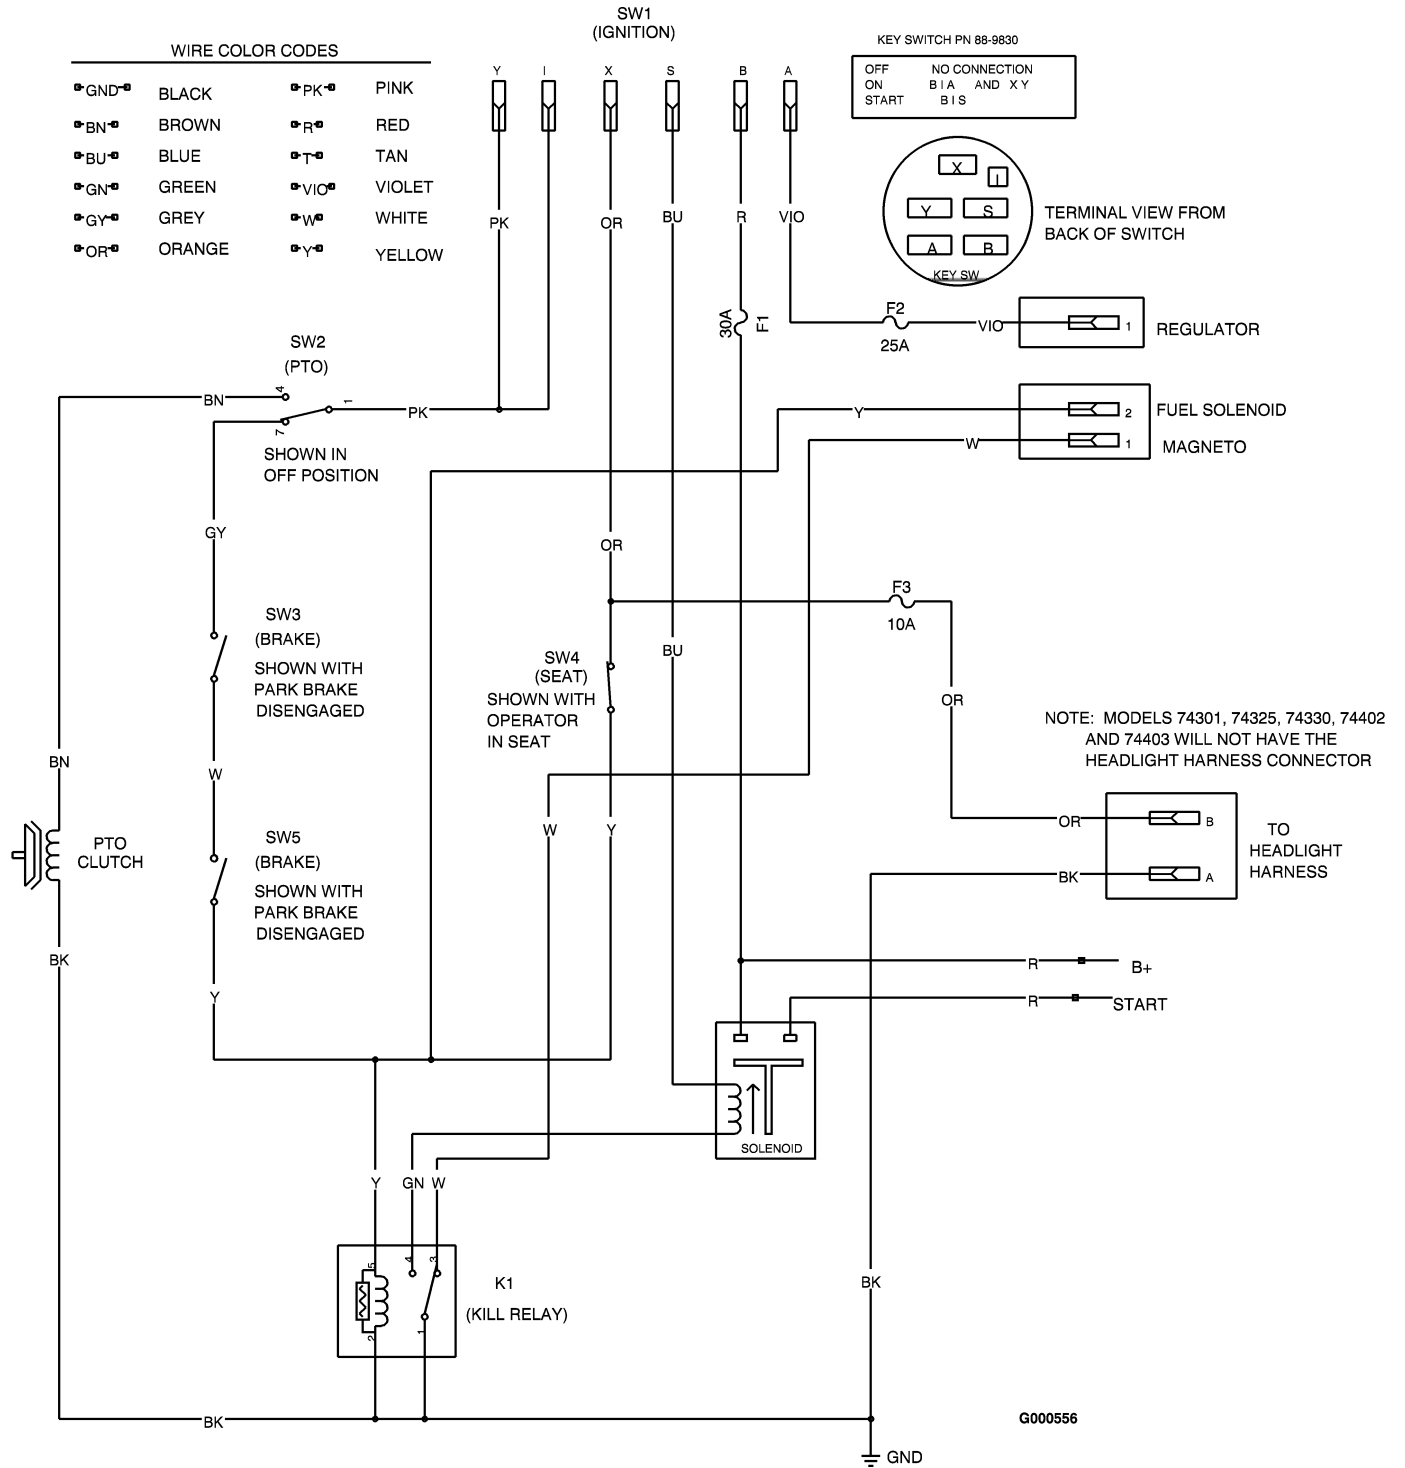 SW1
(IGNITION)
WIRE COLOR CODES
GND BLACK
BN BROWN
BU BLUE
GN GREEN
GY GREY
OR ORANGE
PK PINK
R RED
T TAN
VIO VIOLET
W WHITE
Y YELLOW
Y I X S B A
KEY SWITCH PN 88-9830
OFF NO CONNECTION
ON B I A AND X Y
START B I S
X
I
Y S
A B
KEY SW
TERMINAL VIEW FROM
BACK OF SWITCH
PK OR BU R VIO
30A F1
F2
25A
VIO
1
REGULATOR
SW2
(PTO)
4
1
7
BN
PK
SHOWN IN
OFF POSITION
Y
2
FUEL SOLENOID
W
1
MAGNETO
GY
OR
F3
10A
SW3
(BRAKE)
SHOWN WITH
PARK BRAKE
DISENGAGED
SW4
(SEAT)
SHOWN WITH
OPERATOR
IN SEAT
BU
OR
NOTE: MODELS 74301, 74325, 74330, 74402
AND 74403 WILL NOT HAVE THE
HEADLIGHT HARNESS CONNECTOR
BN
W
PTO
CLUTCH
SW5
(BRAKE)
SHOWN WITH
PARK BRAKE
DISENGAGED
W
Y
OR
B
BK
A
TO
HEADLIGHT
HARNESS
BK
R
B+
Y
R
START
SOLENOID
Y GN W
5
4
3
2
1
K1
(KILL RELAY)
BK
BK
G000556
GND